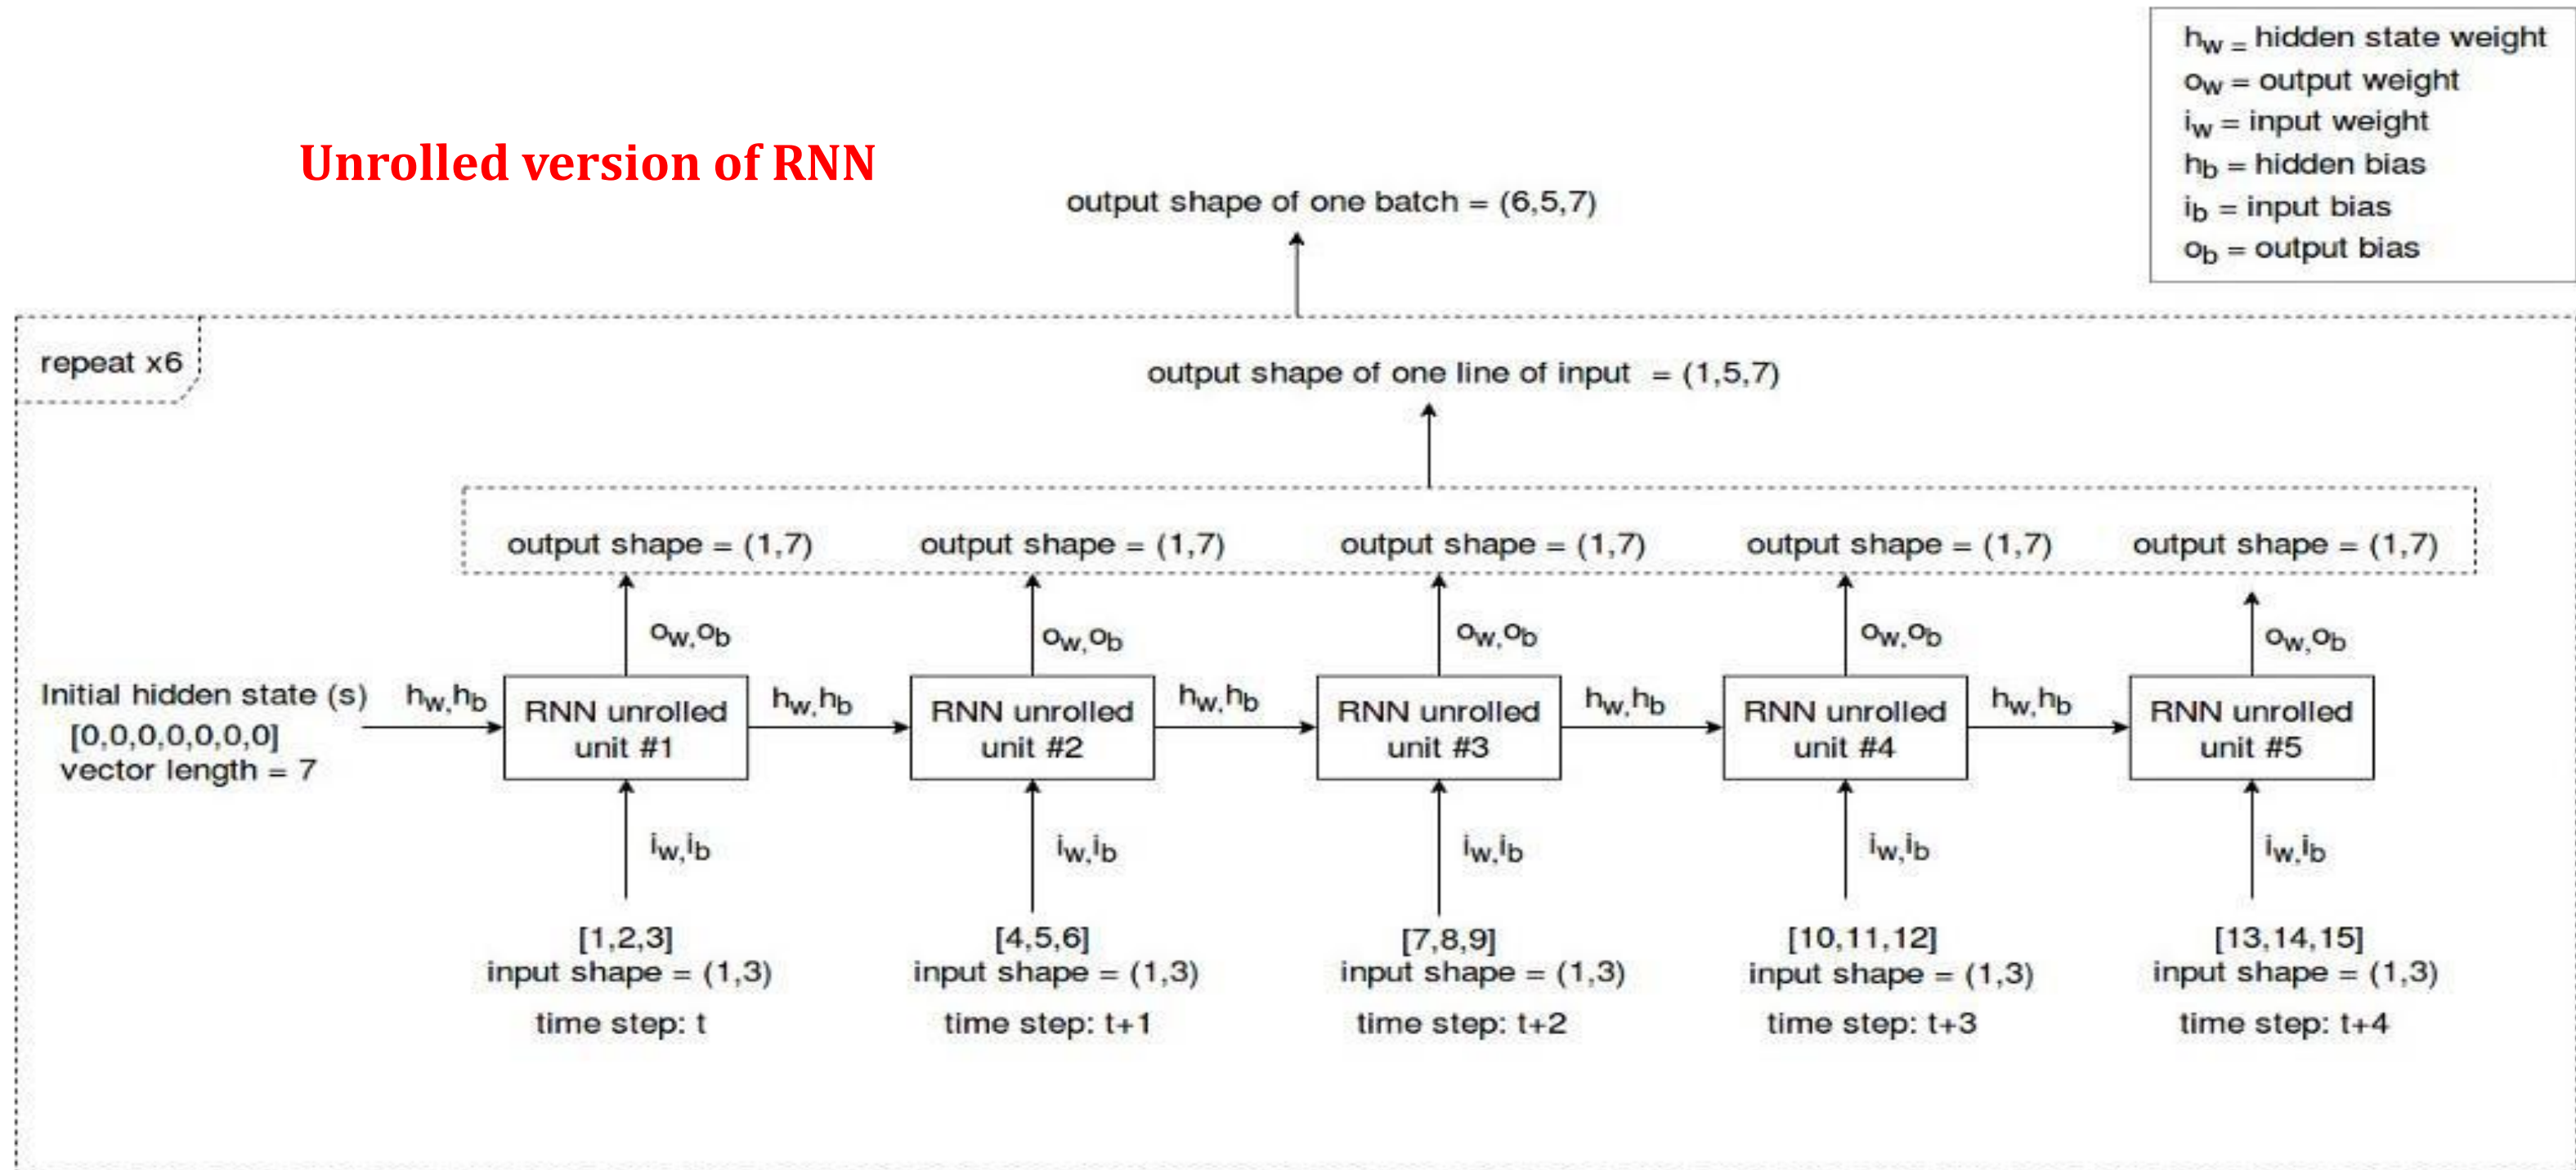 Unrolled version of RNN
hw = hidden state weight
ow = output weight
iw = input weight
hb = hidden bias
ib = input bias
ob = output bias
output shape of one batch = (6,5,7)
repeat x6
output shape of one line of input = (1,5,7)
output shape = (1,7) output shape = (1,7) output shape = (1,7) output shape = (1,7) output shape = (1,7)
ow,ob ow,ob ow,ob ow,ob ow,ob
Initial hidden state (s)
[0,0,0,0,0,0,0]
vector length = 7
hw,hb hw,hb hw,hb hw,hb hw,hb
RNN unrolled
unit #1
RNN unrolled
unit #2
RNN unrolled
unit #3
RNN unrolled
unit #4
RNN unrolled
unit #5
iw,ib iw,ib iw,ib iw,ib iw,ib
[1,2,3]
input shape = (1,3)
time step: t
[4,5,6]
input shape = (1,3)
time step: t+1
[7,8,9]
input shape = (1,3)
time step: t+2
[10,11,12]
input shape = (1,3)
time step: t+3
[13,14,15]
input shape = (1,3)
time step: t+4